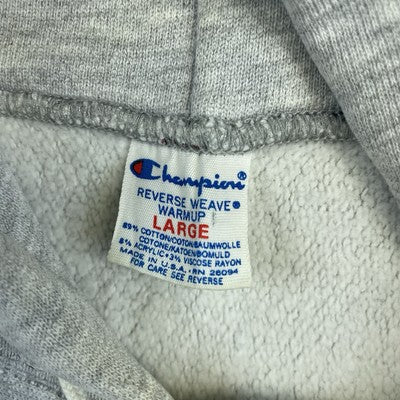 Champion®
REVERSE WEAVE®
WARMUP
LARGE
89% COTTON/COTON/BAUMWOLLE
COTONE/KATOEN/BOMULD
8% ACRYLIC • 3% VISCOSE RAYON
MADE IN U.S.A. RN 26094
FOR CARE SEE REVERSE